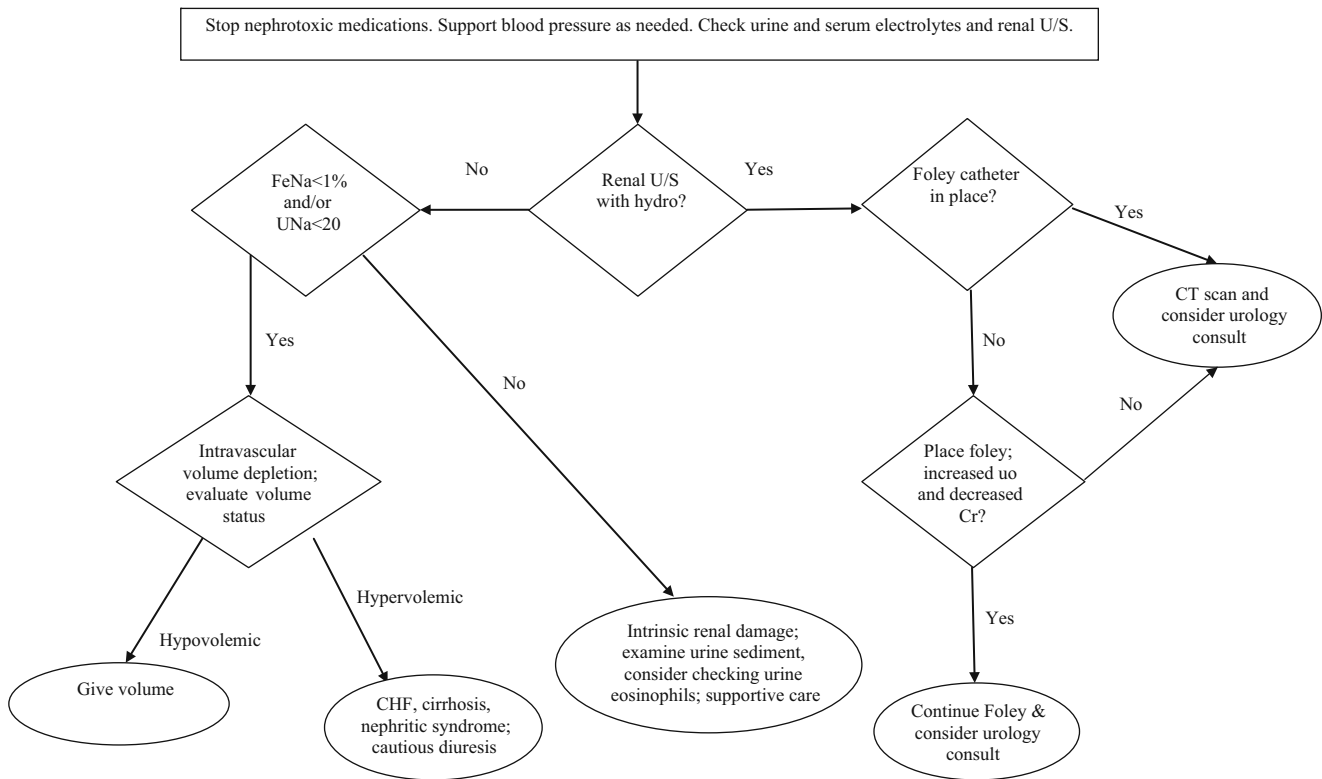 Stop nephrotoxic medications. Support blood pressure as needed. Check urine and serum electrolytes and renal U/S.
No
Yes
FeNa<1%
and/or
UNa<20
Renal U/S
with hydro?
Foley catheter
in place?
Yes
CT scan and
consider urology
consult
Yes
No
No
No
Intravascular
volume depletion;
evaluate volume
status
Place foley;
increased uo
and decreased
Cr?
Hypovolemic
Hypervolemic
Yes
Give volume
CHF, cirrhosis,
nephritic syndrome;
cautious diuresis
Intrinsic renal damage;
examine urine sediment,
consider checking urine
eosinophils; supportive care
Continue Foley &
consider urology
consult